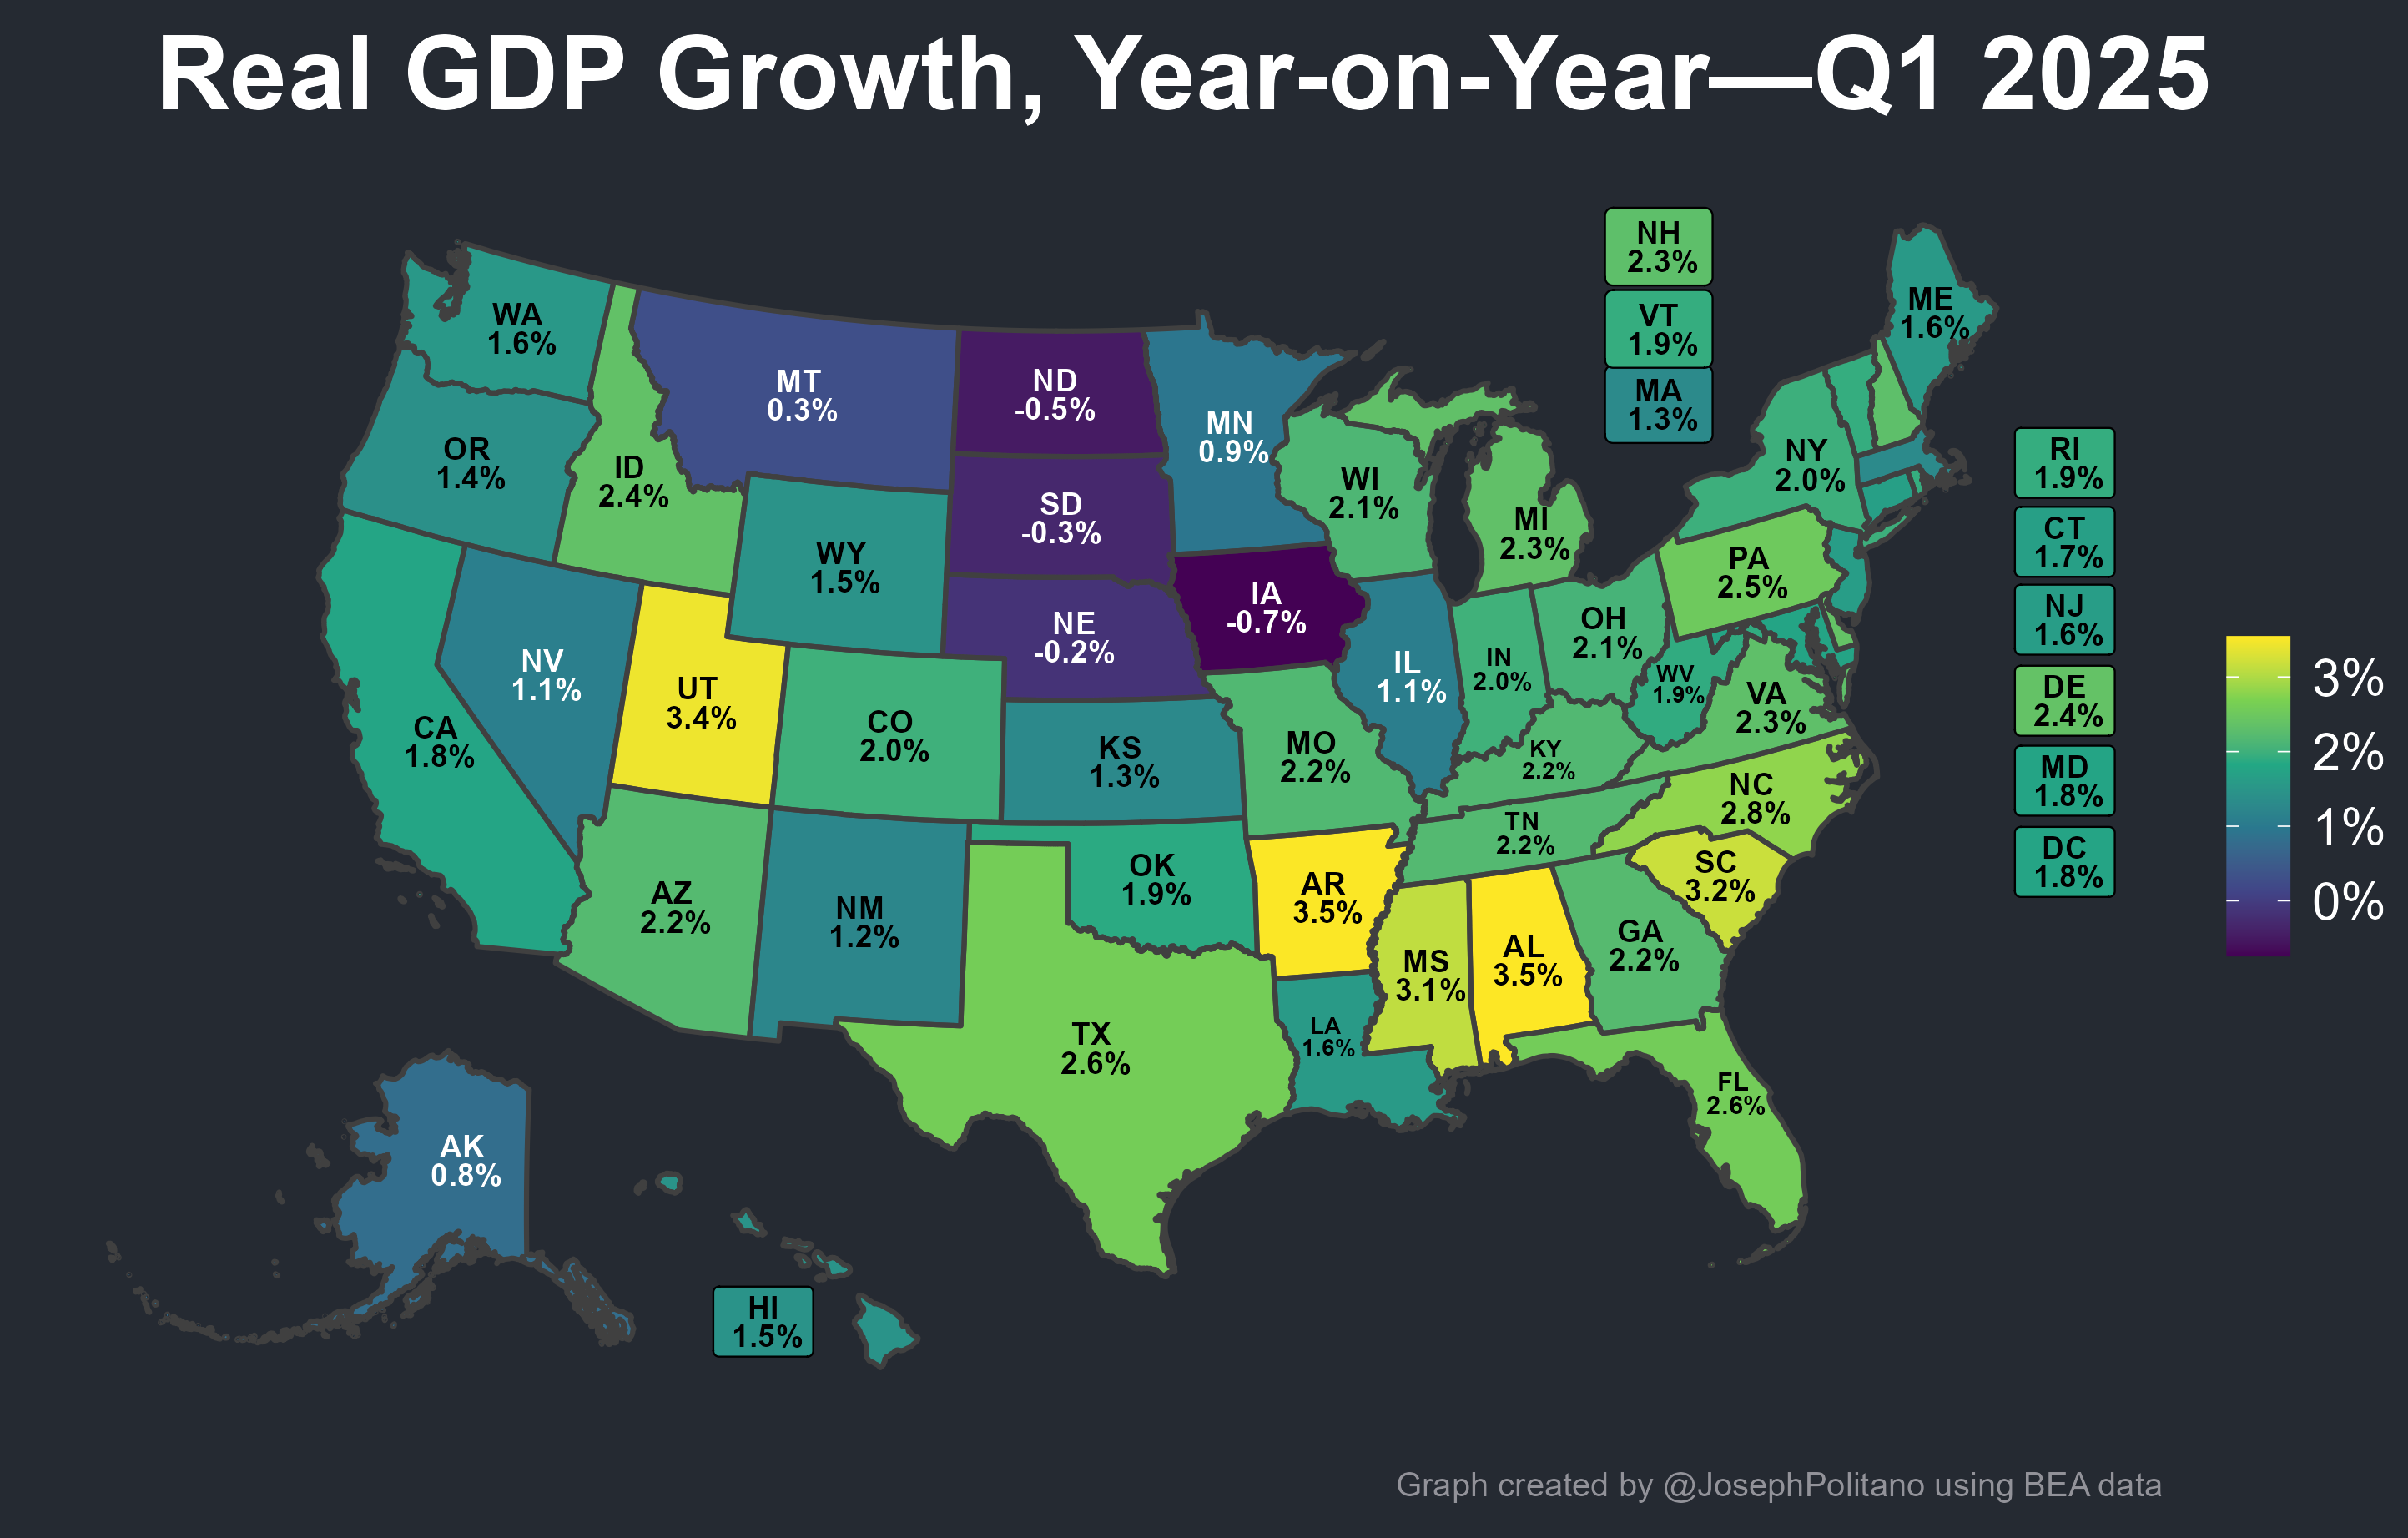 Real GDP Growth, Year-on-Year—Q1 2025
NH
2.3%
VT
1.9%
MA
1.3%
ME
1.6%
WA
1.6%
MT
0.3%
ND
-0.5%
MN
0.9%
OR
1.4%
ID
2.4%
SD
-0.3%
WI
2.1%
MI
2.3%
NY
2.0%
RI
1.9%
WY
1.5%
PA
2.5%
CT
1.7%
NE
-0.2%
IA
-0.7%
OH
2.1%
NJ
1.6%
NV
1.1%
UT
3.4%
IL
1.1%
IN
2.0%
WV
1.9%
VA
2.3%
DE
2.4%
CA
1.8%
CO
2.0%
KS
1.3%
MO
2.2%
KY
2.2%
MD
1.8%
NC
2.8%
TN
2.2%
DC
1.8%
AZ
2.2%
NM
1.2%
OK
1.9%
AR
3.5%
SC
3.2%
MS
3.1%
AL
3.5%
GA
2.2%
TX
2.6%
LA
1.6%
FL
2.6%
AK
0.8%
HI
1.5%
3%
2%
1%
0%
Graph created by @JosephPolitano using BEA data